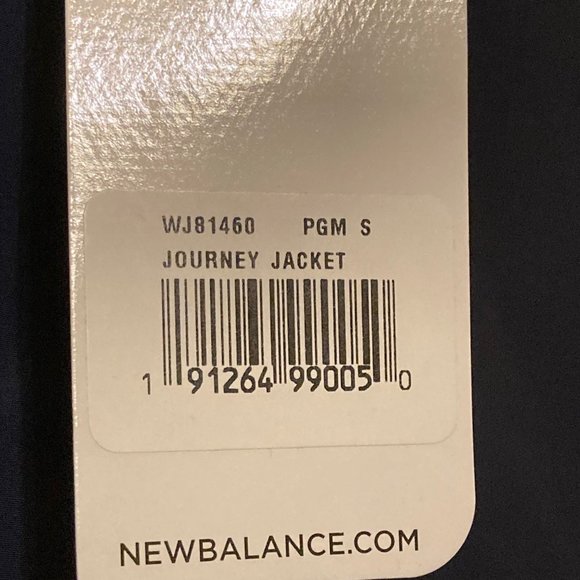 WJ81460 PGM S
JOURNEY JACKET
1 91264 99005 0
NEWBALANCE.COM